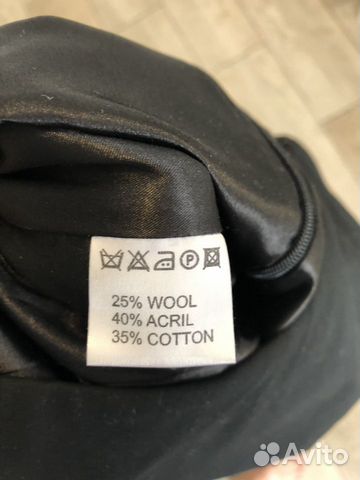 P
25% WOOL
40% ACRIL
35% COTTON
Avito